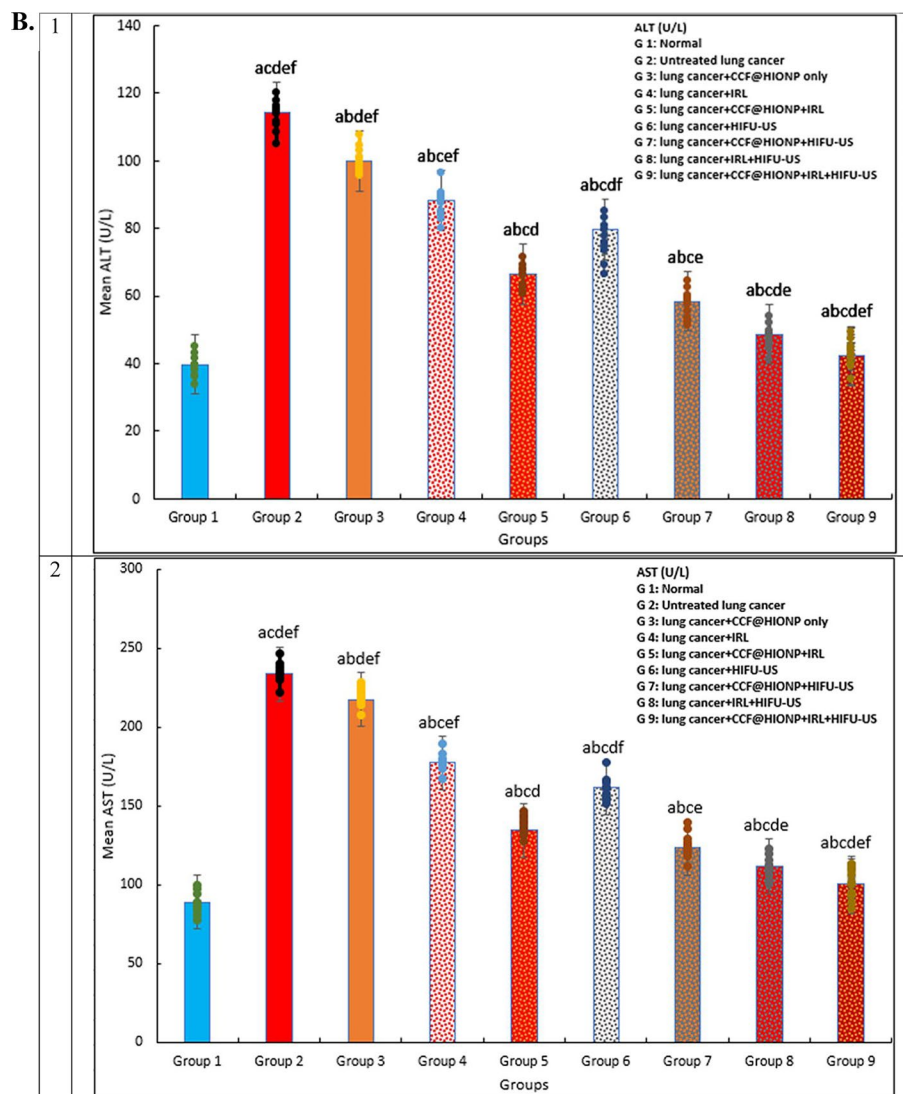 B.
1
ALT (U/L)
G 1: Normal
G 2: Untreated lung cancer
G 3: lung cancer+CCF@HIONP only
G 4: lung cancer+IRL
G 5: lung cancer+CCF@HIONP+IRL
G 6: lung cancer+HIFU-US
G 7: lung cancer+CCF@HIONP+HIFU-US
G 8: lung cancer+IRL+HIFU-US
G 9: lung cancer+CCF@HIONP+IRL+HIFU-US
Mean ALT (U/L)
140
120
100
80
60
40
20
0
acdef
abdef
abcef
abcd
abcdf
abce
abcde
abcdef
Group 1 Group 2 Group 3 Group 4 Group 5 Group 6 Group 7 Group 8 Group 9
Groups
2
AST (U/L)
G 1: Normal
G 2: Untreated lung cancer
G 3: lung cancer+CCF@HIONP only
G 4: lung cancer+IRL
G 5: lung cancer+CCF@HIONP+IRL
G 6: lung cancer+HIFU-US
G 7: lung cancer+CCF@HIONP+HIFU-US
G 8: lung cancer+IRL+HIFU-US
G 9: lung cancer+CCF@HIONP+IRL+HIFU-US
Mean AST (U/L)
300
250
200
150
100
50
0
acdef
abdef
abcef
abcd
abcdf
abce
abcde
abcdef
Group 1 Group 2 Group 3 Group 4 Group 5 Group 6 Group 7 Group 8 Group 9
Groups